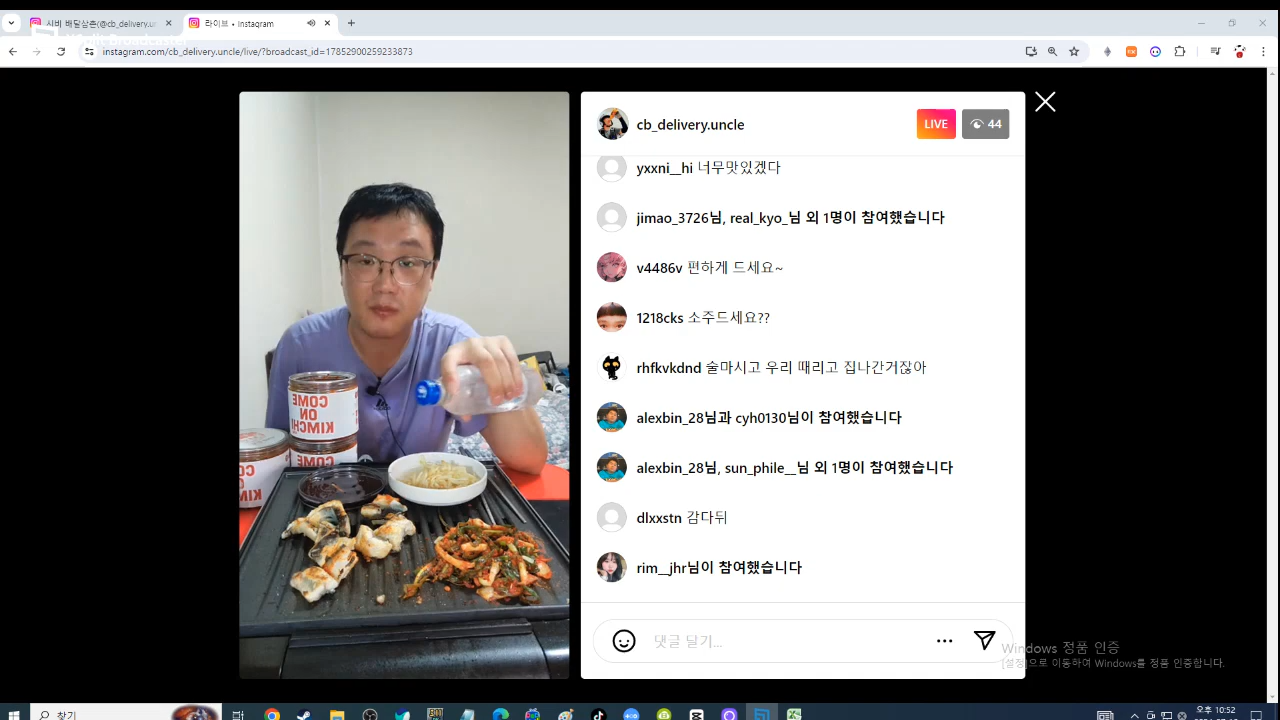 시바 배달삼촌(@cb_delivery.ur
라이브 • Instagram
instagram.com/cb_delivery.uncle/live/?broadcast_id=17852900259233873
cb_delivery.uncle
LIVE
44
yxxni__hi 너무맛있겠다
jimao_3726님, real_kyo_님 외 1명이 참여했습니다
v4486v 편하게 드세요~
1218cks 소주드세요??
rhfkvkdnd 술마시고 우리 때리고 집나간거잖아
alexbin_28님과 cyh0130님이 참여했습니다
alexbin_28님, sun_phile__님 외 1명이 참여했습니다
dlxxstn 감다뒤
rim__jhr님이 참여했습니다
댓글 달기...
COME
ON
KIMCHI
COME
KIMCHI
Windows 정품 인증
[설정]으로 이동하여 Windows를 정품 인증합니다.
찾기
오후 10:52